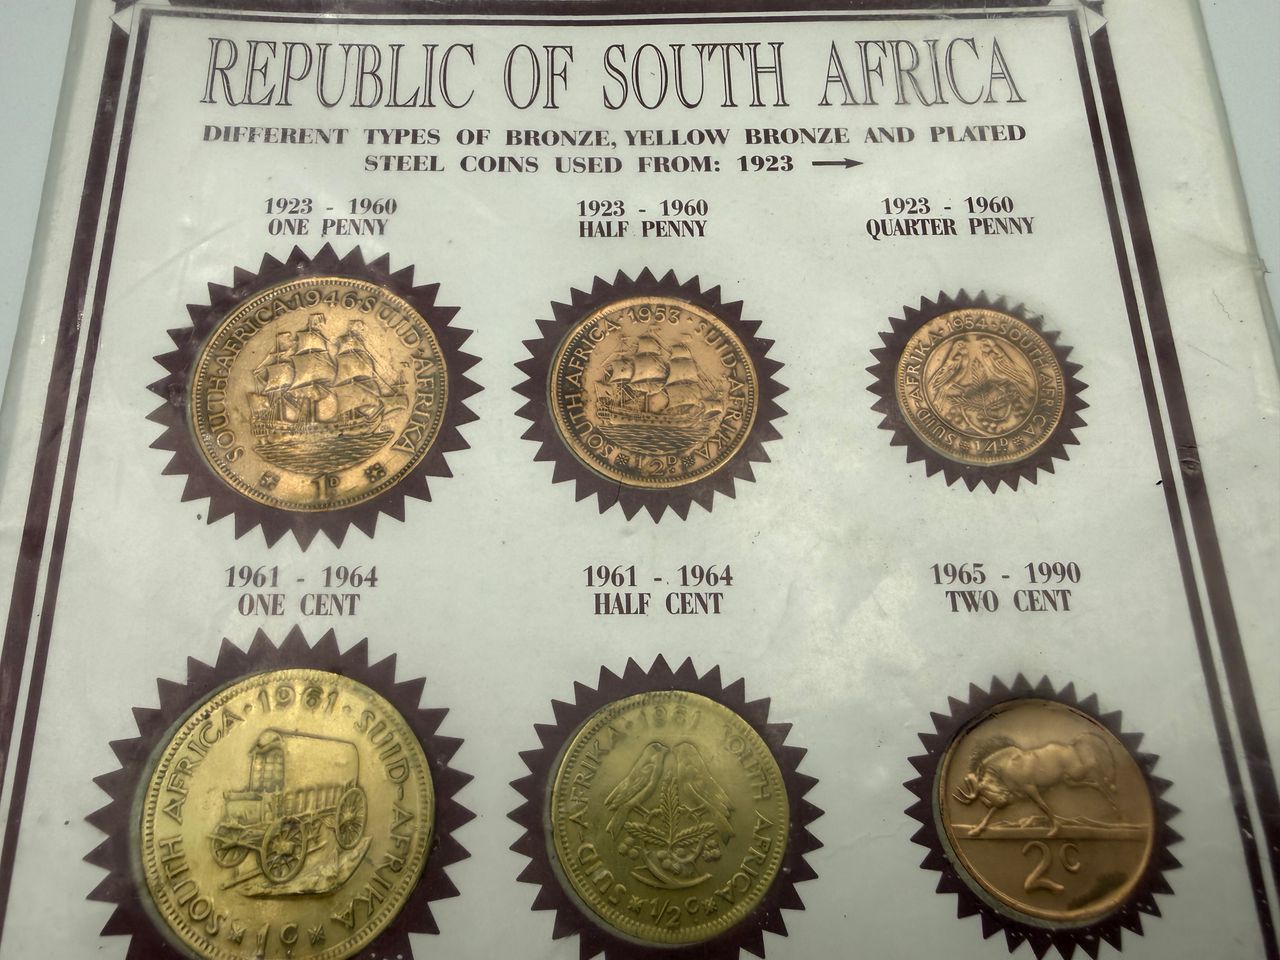 REPUBLIC OF SOUTH AFRICA
DIFFERENT TYPES OF BRONZE, YELLOW BRONZE AND PLATED
STEEL COINS USED FROM: 1923 →
1923 - 1960
ONE PENNY
1923 - 1960
HALF PENNY
1923 - 1960
QUARTER PENNY
SOUTH·AFRICA·1946·SUID·AFRIKA
1D
SOUTH·AFRICA·1953·SUID·AFRIKA
1/2D
SUID·AFRIKA·1954·SOUTH AFRICA
1/4D
1961 - 1964
ONE CENT
1961 - 1964
HALF CENT
1965 - 1990
TWO CENT
SOUTH AFRICA·1961·SUID-AFRIKA
1C
SUID-AFRIKA·1961·SOUTH AFRICA
1/2C
2C